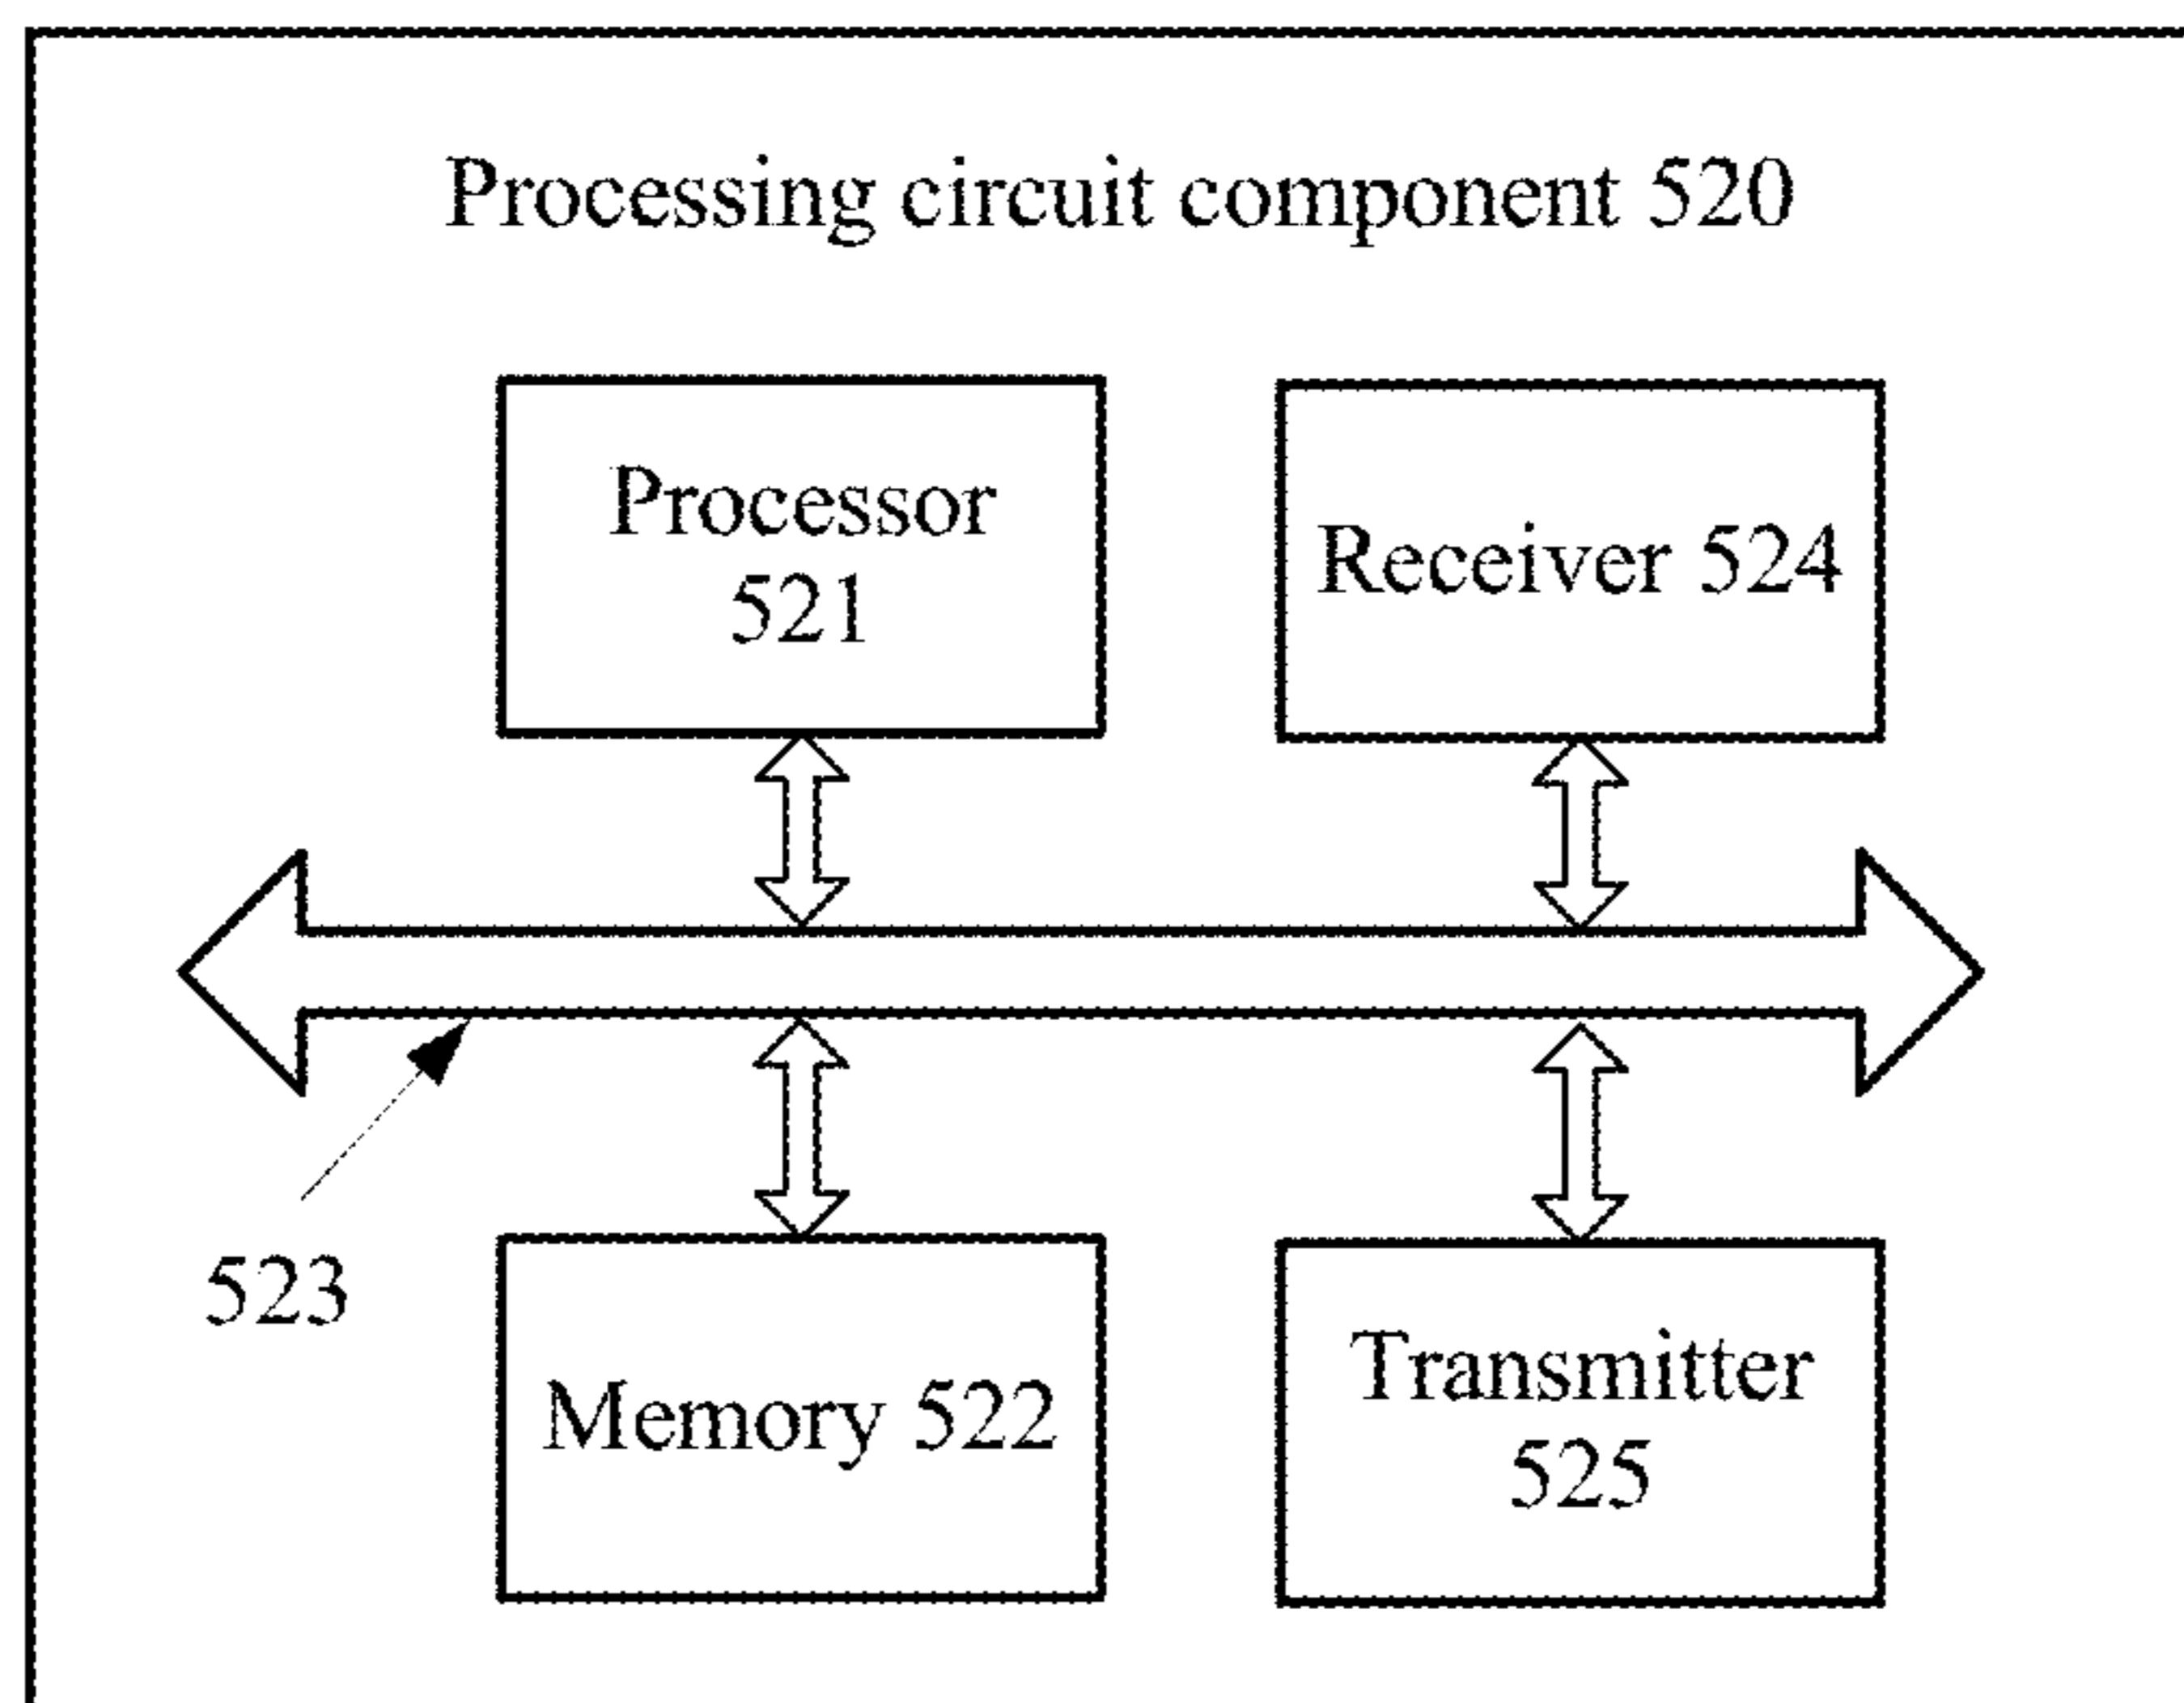 Processing circuit component 520
Processor
521
Receiver 524
523
Memory 522
Transmitter
525